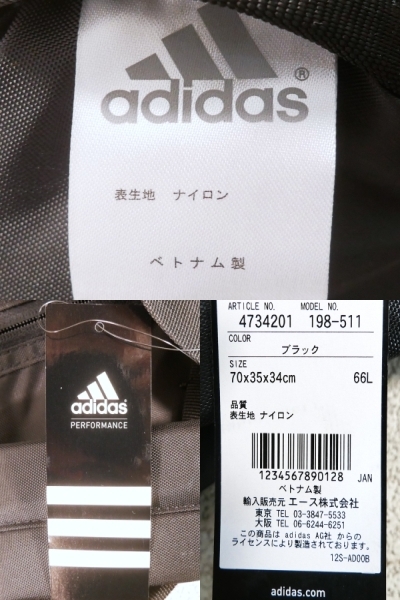 adidas®
表生地 ナイロン
ベトナム製
adidas
PERFORMANCE
ARTICLE NO. MODEL NO.
4734201 198-511
COLOR
ブラック
SIZE
70x35x34cm 66L
品質
表生地 ナイロン
1234567890128 JAN
ベトナム製
輸入販売元 エース株式会社
東京 TEL 03-3847-5533
大阪 TEL 06-6244-6251
この商品は adidas AG社 からの
ライセンスにより製造されております。
12S-AD00B
adidas.com